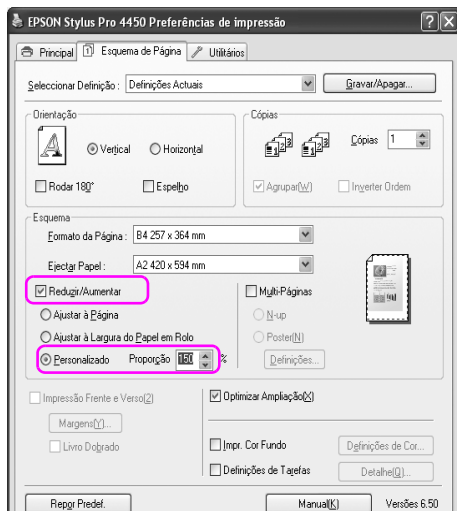 EPSON Stylus Pro 4450 Preferências de impressão
Principal Esquema de Página Utilitários
Seleccionar Definição : Definições Actuais Gravar/Apagar...
Orientação Cópias
Vertical Horizontal Cópias 1
Rodar 180° Espelho Agrupar(W) Inverter Ordem
Esquema
Formato da Página : B4 257 x 364 mm
Ejectar Papel : A2 420 x 594 mm
Reduzir/Aumentar Multi-Páginas
Ajustar à Página N-up
Ajustar à Largura do Papel em Rolo Poster(N)
Personalizado Proporção 150 % Definições...
Impressão Frente e Verso(2) Optimizar Ampliação(X)
Margens(Y)...
Livro Dobrado Impr. Cor Fundo Definições de Cor...
Definições de Tarefas Detalhe(Q)...
Repor Predef. Manual(K) Versões 6.50